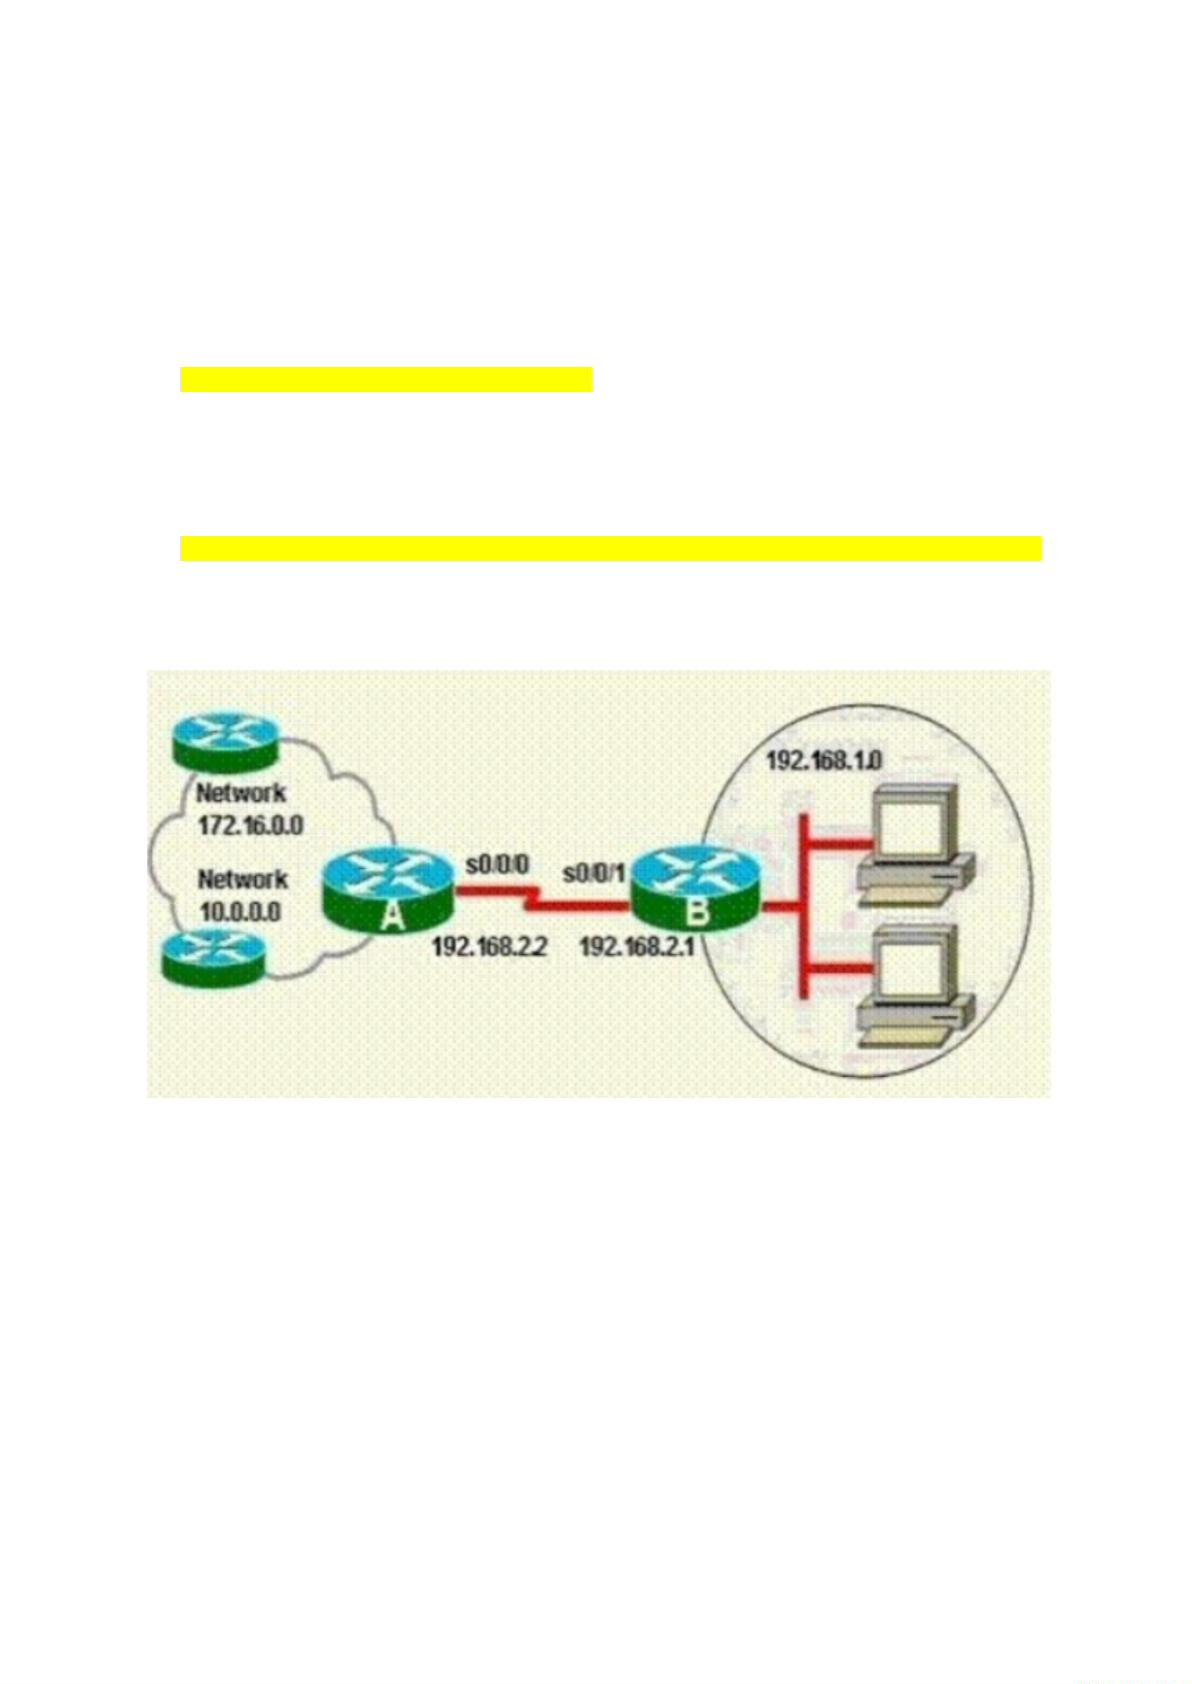 192.168.1.0
Network
172.16.0.0
Network
10.0.0.0
s0/0/0
s0/0/1
A
B
192.168.2.2
192.168.2.1